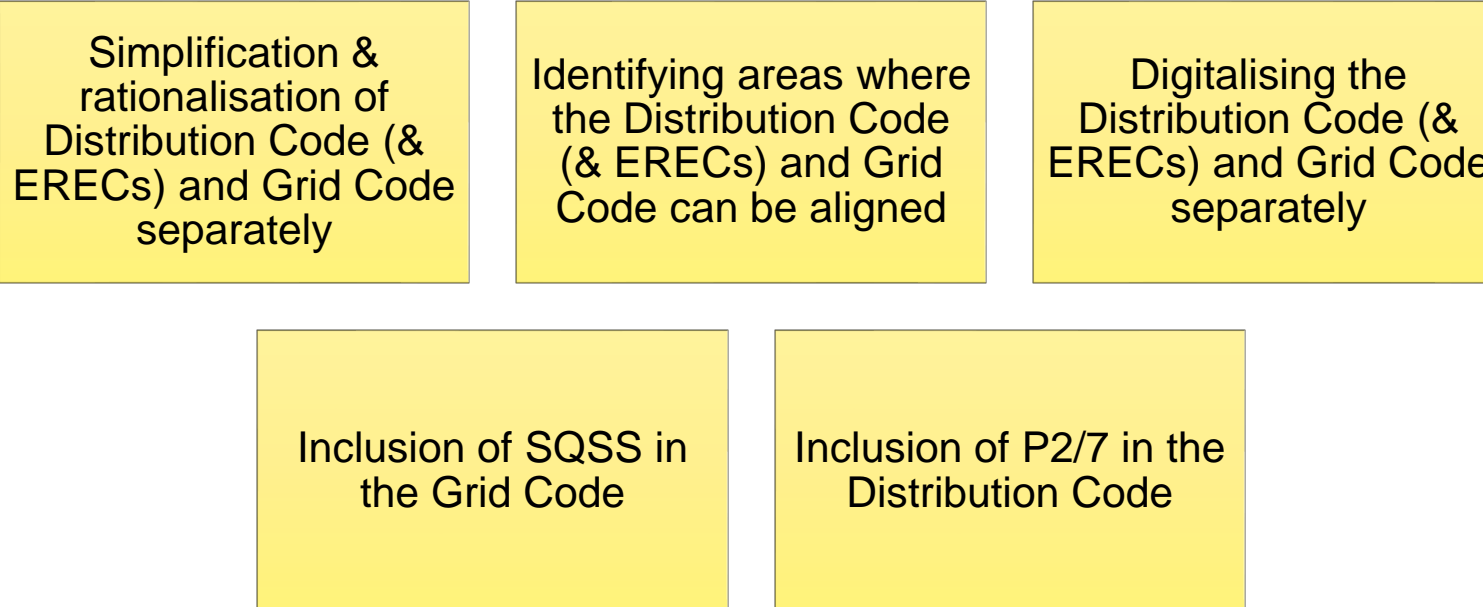 Simplification &
rationalisation of
Distribution Code (&
ERECs) and Grid Code
separately
Identifying areas where
the Distribution Code
(& ERECs) and Grid
Code can be aligned
Digitalising the
Distribution Code (&
ERECs) and Grid Code
separately
Inclusion of SQSS in
the Grid Code
Inclusion of P2/7 in the
Distribution Code